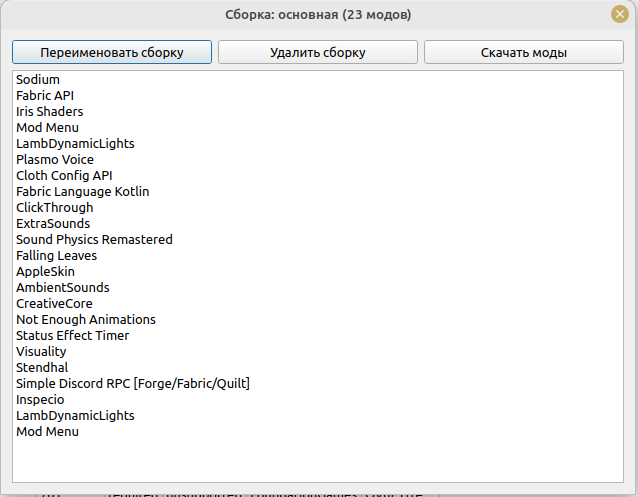 Сборка: основная (23 модов)
Переименовать сборку Удалить сборку Скачать моды
Sodium
Fabric API
Iris Shaders
Mod Menu
LambDynamicLights
Plasmo Voice
Cloth Config API
Fabric Language Kotlin
ClickThrough
ExtraSounds
Sound Physics Remastered
Falling Leaves
AppleSkin
AmbientSounds
CreativeCore
Not Enough Animations
Status Effect Timer
Visuality
Stendhal
Simple Discord RPC [Forge/Fabric/Quilt]
Inspecio
LambDynamicLights
Mod Menu